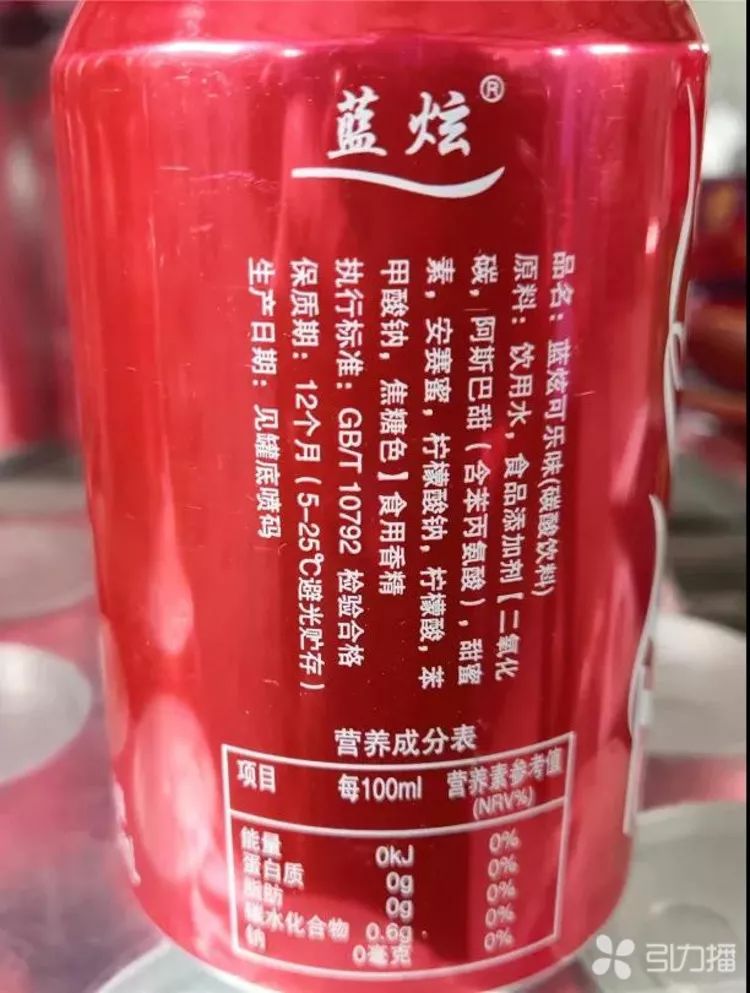 蓝炫®
品名：蓝炫可乐味(碳酸饮料)
原料：饮用水，食品添加剂【二氧化
碳，阿斯巴甜（含苯丙氨酸），甜蜜
素，安赛蜜，柠檬酸钠，柠檬酸，苯
甲酸钠，焦糖色】食用香精
执行标准：GB/T 10792 检验合格
保质期：12个月（5-25℃避光贮存）
生产日期：见罐底喷码
营养成分表
项目 每100ml 营养素参考值(NRV%)
能量 0kJ 0%
蛋白质 0g 0%
脂肪 0g 0%
碳水化合物 0.6g 0%
钠 0毫克 0%
引力播